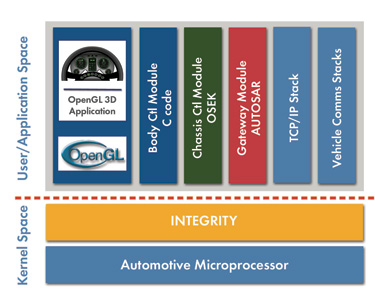 User/Application Space
OpenGL 3D
Application
OpenGL
Body Ctl Module
C code
Chassis Ctl Module
OSEK
Gateway Module
AUTOSAR
TCP/IP Stack
Vehicle Comms Stacks
Kernel Space
INTEGRITY
Automotive Microprocessor